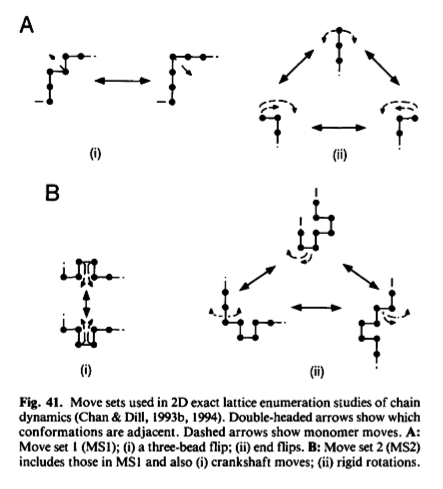 A
(i)
(ii)
B
(i)
(ii)
Fig. 41. Move sets used in 2D exact lattice enumeration studies of chain
dynamics (Chan & Dill, 1993b, 1994). Double-headed arrows show which
conformations are adjacent. Dashed arrows show monomer moves. A:
Move set 1 (MS1); (i) a three-bead flip; (ii) end flips. B: Move set 2 (MS2)
includes those in MS1 and also (i) crankshaft moves; (ii) rigid rotations.